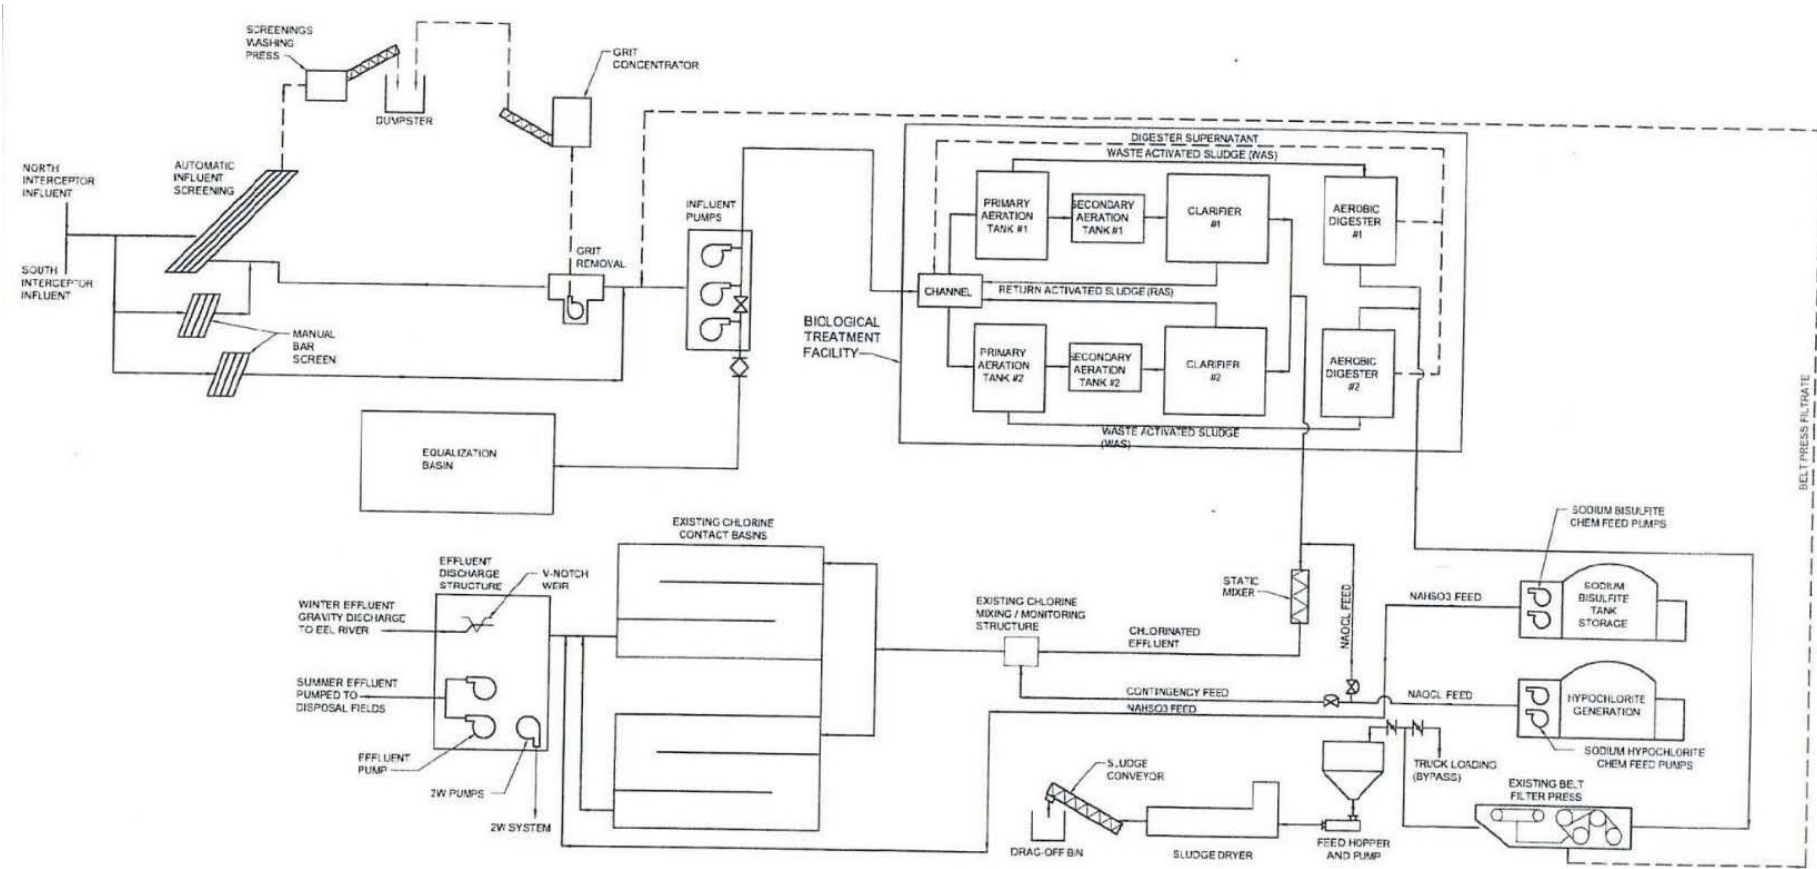 SCREENINGS
WASHING
PRESS
DUMPSTER
GRIT
CONCENTRATOR
NORTH
INTERCEPTOR
INFLUENT
AUTOMATIC
INFLUENT
SCREENING
SOUTH
INTERCEPTOR
INFLUENT
MANUAL
BAR
SCREEN
GRIT
REMOVAL
INFLUENT
PUMPS
EQUALIZATION
BASIN
BIOLOGICAL
TREATMENT
FACILITY
DIGESTER SUPERNATANT
WASTE ACTIVATED SLUDGE (WAS)
PRIMARY
AERATION
TANK #1
SECONDARY
AERATION
TANK #1
CLARIFIER
#1
AEROBIC
DIGESTER
#1
CHANNEL
RETURN ACTIVATED SLUDGE (RAS)
PRIMARY
AERATION
TANK #2
SECONDARY
AERATION
TANK #2
CLARIFIER
#2
AEROBIC
DIGESTER
#2
WASTE ACTIVATED SLUDGE
(WAS)
BELT PRESS FILTRATE
EXISTING CHLORINE
CONTACT BASINS
EFFLUENT
DISCHARGE
STRUCTURE
V-NOTCH
WEIR
WINTER EFFLUENT
GRAVITY DISCHARGE
TO EEL RIVER
SUMMER EFFLUENT
PUMPED TO
DISPOSAL FIELDS
EFFLUENT
PUMP
2W PUMPS
2W SYSTEM
EXISTING CHLORINE
MIXING / MONITORING
STRUCTURE
CHLORINATED
EFFLUENT
STATIC
MIXER
NAOCL FEED
CONTINGENCY FEED
NAHSO3 FEED
NAHSO3 FEED
NAOCL FEED
SODIUM BISULFITE
CHEM FEED PUMPS
SODIUM
BISULFITE
TANK
STORAGE
HYPOCHLORITE
GENERATION
SODIUM HYPOCHLORITE
CHEM FEED PUMPS
TRUCK LOADING
(BYPASS)
EXISTING BELT
FILTER PRESS
SLUDGE
CONVEYOR
DRAG-OFF BIN
SLUDGE DRYER
FEED HOPPER
AND PUMP